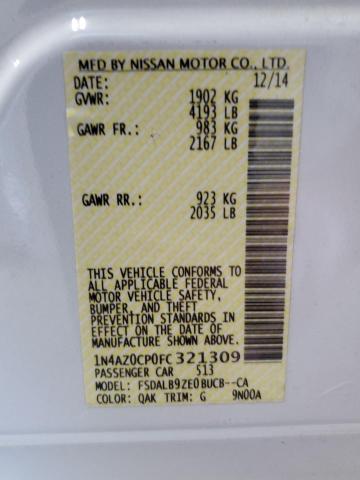 MFD BY NISSAN MOTOR CO., LTD.
DATE: 12/14
GVWR: 1902 KG
4193 LB
GAWR FR.: 983 KG
2167 LB
GAWR RR.: 923 KG
2035 LB
THIS VEHICLE CONFORMS TO
ALL APPLICABLE FEDERAL
MOTOR VEHICLE SAFETY,
BUMPER, AND THEFT
PREVENTION STANDARDS IN
EFFECT ON THE DATE OF
MANUFACTURE SHOWN ABOVE.
1N4AZ0CP0FC321309
PASSENGER CAR 513
MODEL: FSDALB9ZE0BUCB--CA
COLOR: QAK TRIM: G 9N00A